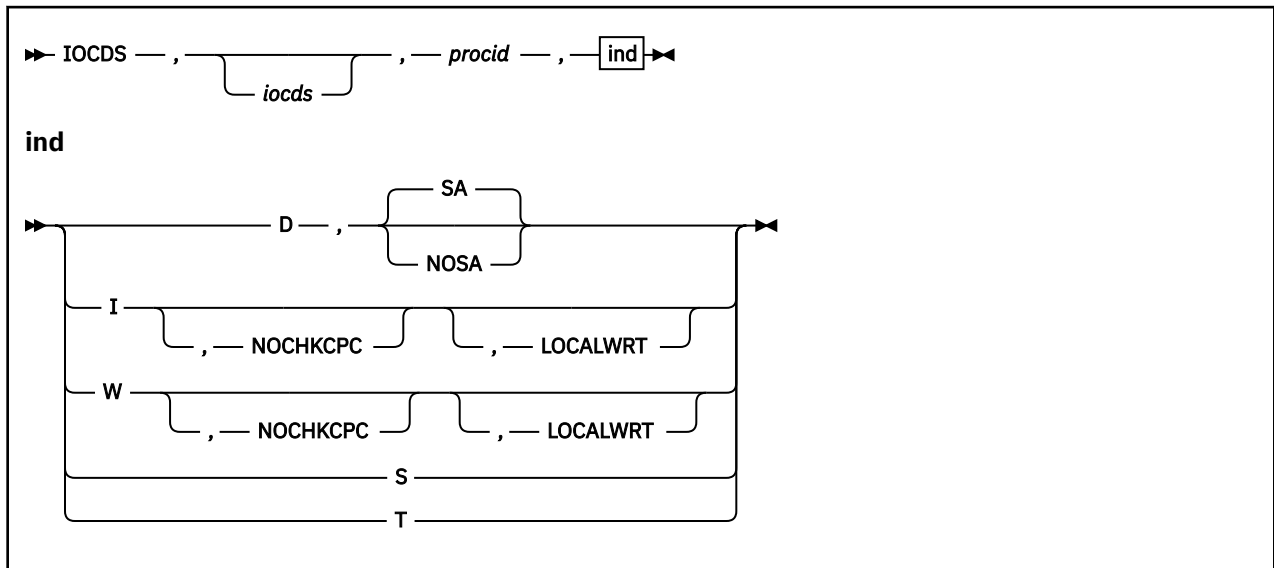 IOCDS , , procid , ind
iocds
ind
SA
D ,
NOSA
I
, NOCHKCPC , LOCALWRT
W
, NOCHKCPC , LOCALWRT
S
T